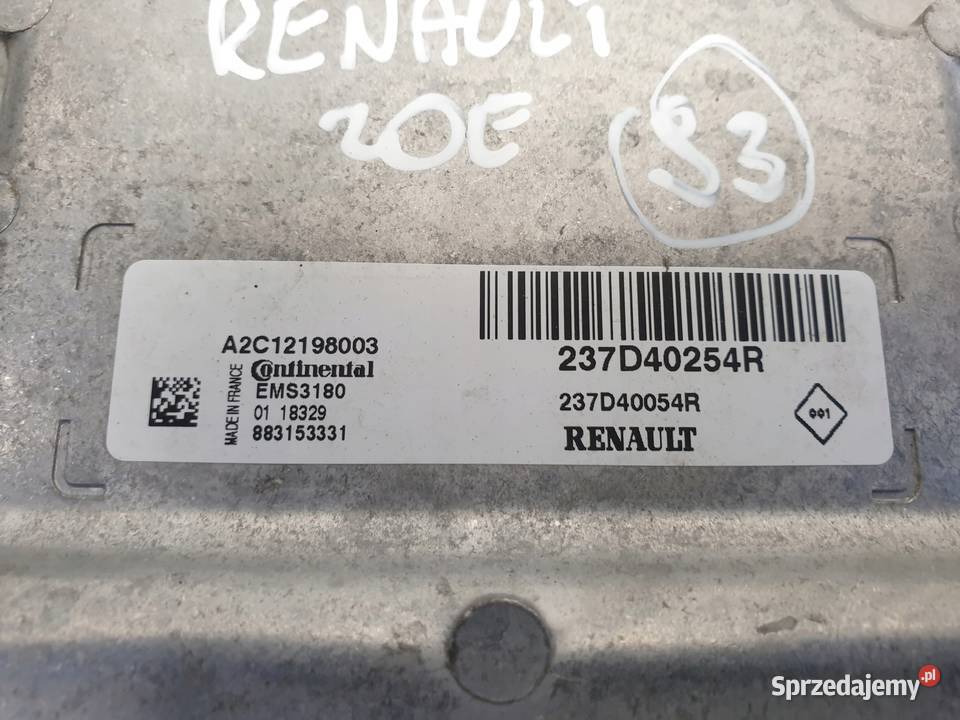 RENAULT
ZOE
93
A2C12198003
Continental
EMS3180
01 18329
883153331
MADE IN FRANCE
237D40254R
237D40054R
RENAULT
001
Sprzedajemy.pl